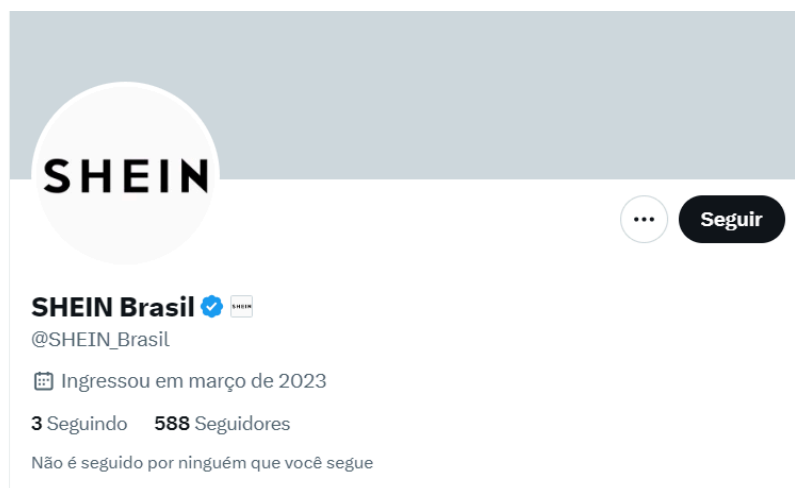 SHEIN
Seguir
SHEIN Brasil SHEIN
@SHEIN_Brasil
Ingressou em março de 2023
3 Seguindo 588 Seguidores
Não é seguido por ninguém que você segue